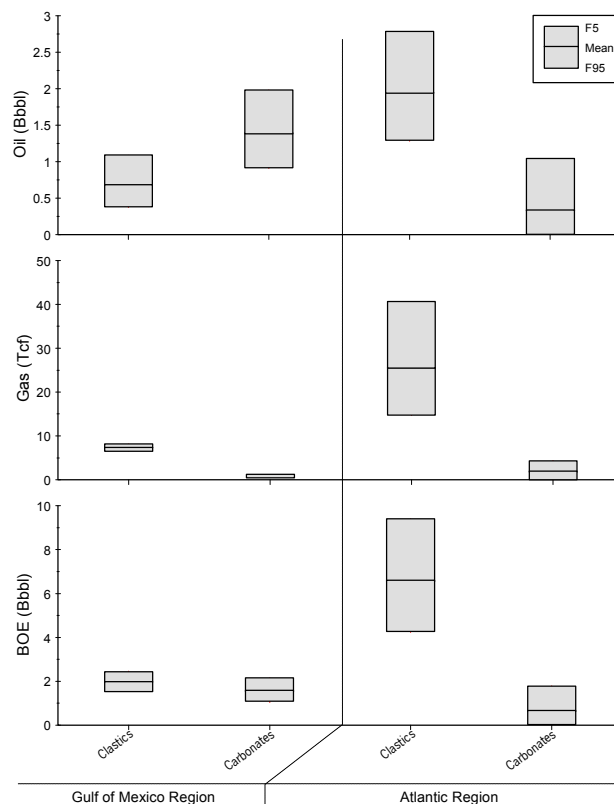 F5
Mean
F95
Oil (Bbbl)
3
2.5
2
1.5
1
0.5
0
Gas (Tcf)
50
40
30
20
10
0
BOE (Bbbl)
10
8
6
4
2
0
Clastics
Carbonates
Clastics
Carbonates
Gulf of Mexico Region
Atlantic Region